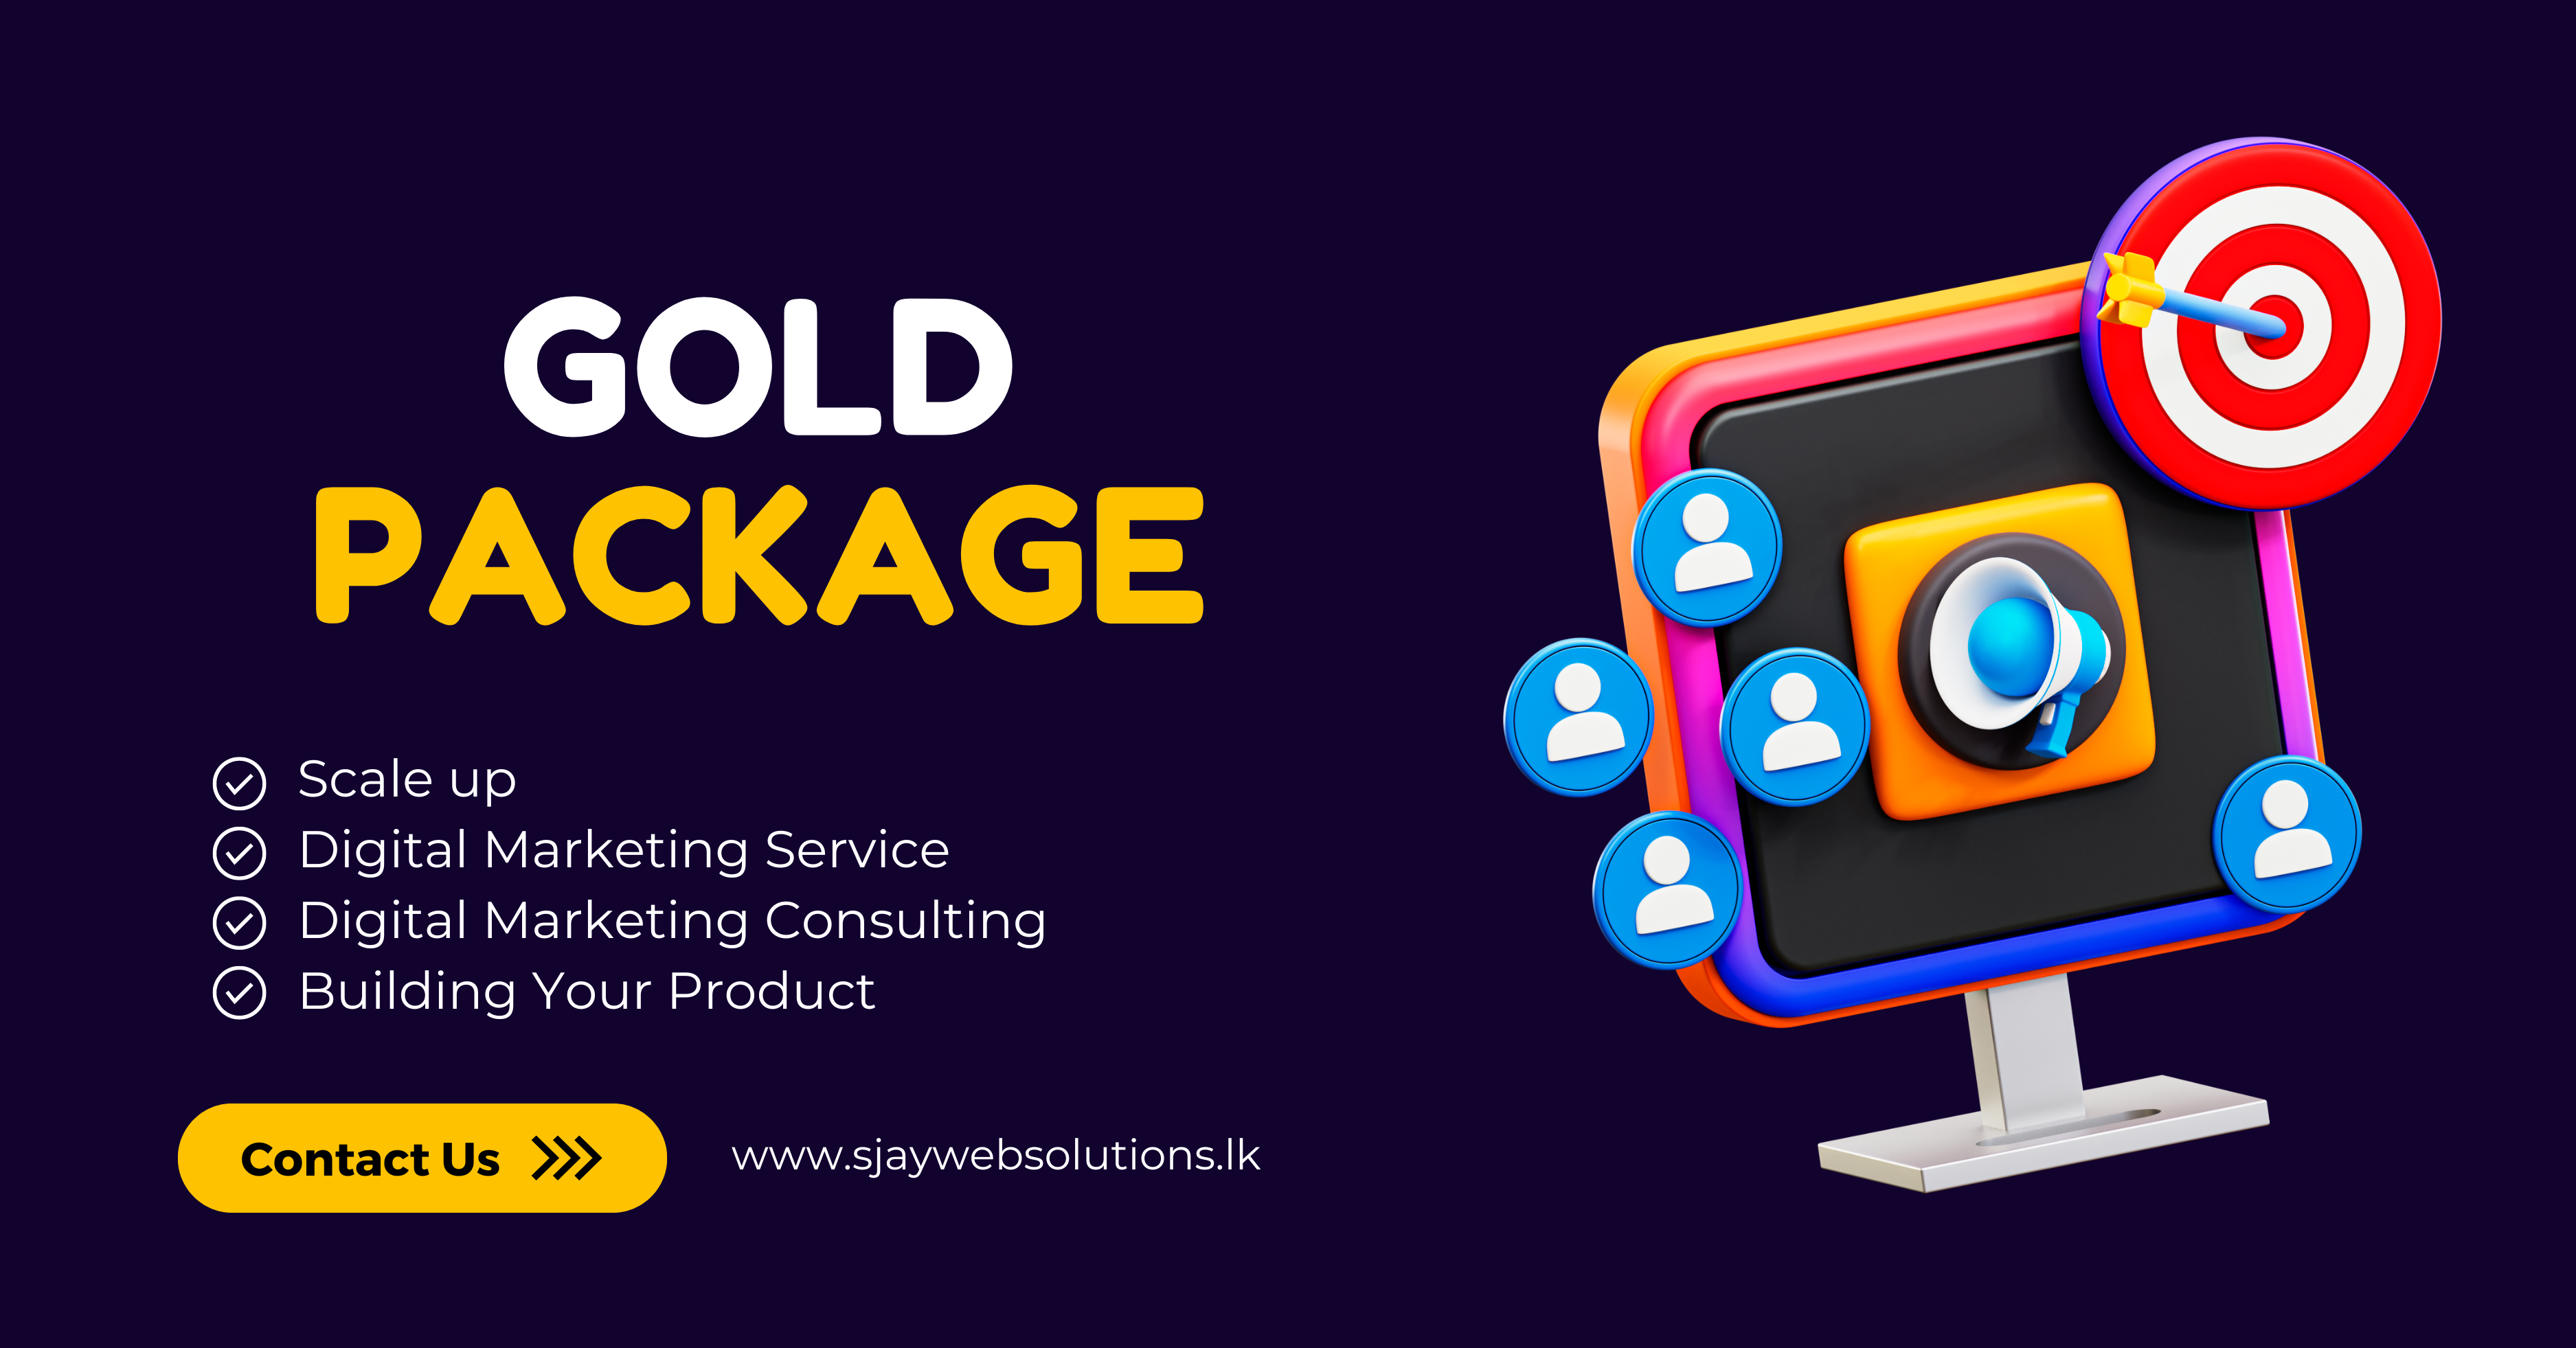 GOLD
PACKAGE
Scale up
Digital Marketing Service
Digital Marketing Consulting
Building Your Product
Contact Us
www.sjaywebsolutions.lk